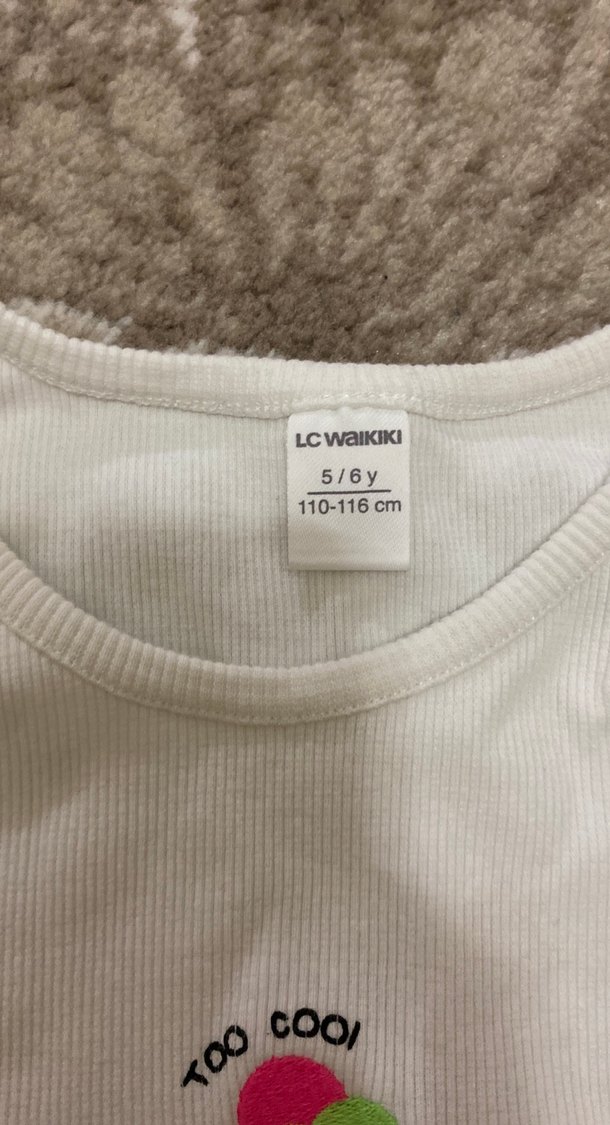 LC WAIKIKI
5 / 6 y
110-116 cm
TOO COOl